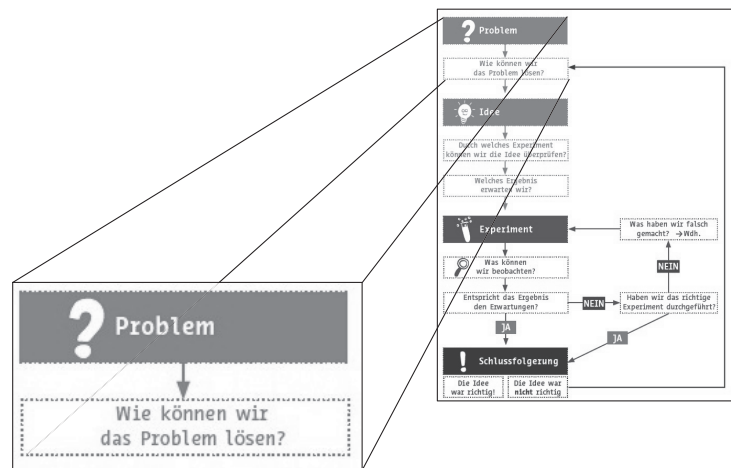 Problem
Wie können wir
das Problem lösen?
Idee
Durch welches Experiment
können wir die Idee überprüfen?
Welches Ergebnis
erwarten wir?
Experiment
Was haben wir falsch
gemacht? →Wdh.
Was können
wir beobachten?
NEIN
Entspricht das Ergebnis
den Erwartungen?
NEIN
Haben wir das richtige
Experiment durchgeführt?
JA
JA
Schlussfolgerung
Die Idee
war richtig!
Die Idee war
nicht richtig
Problem
Wie können wir
das Problem lösen?